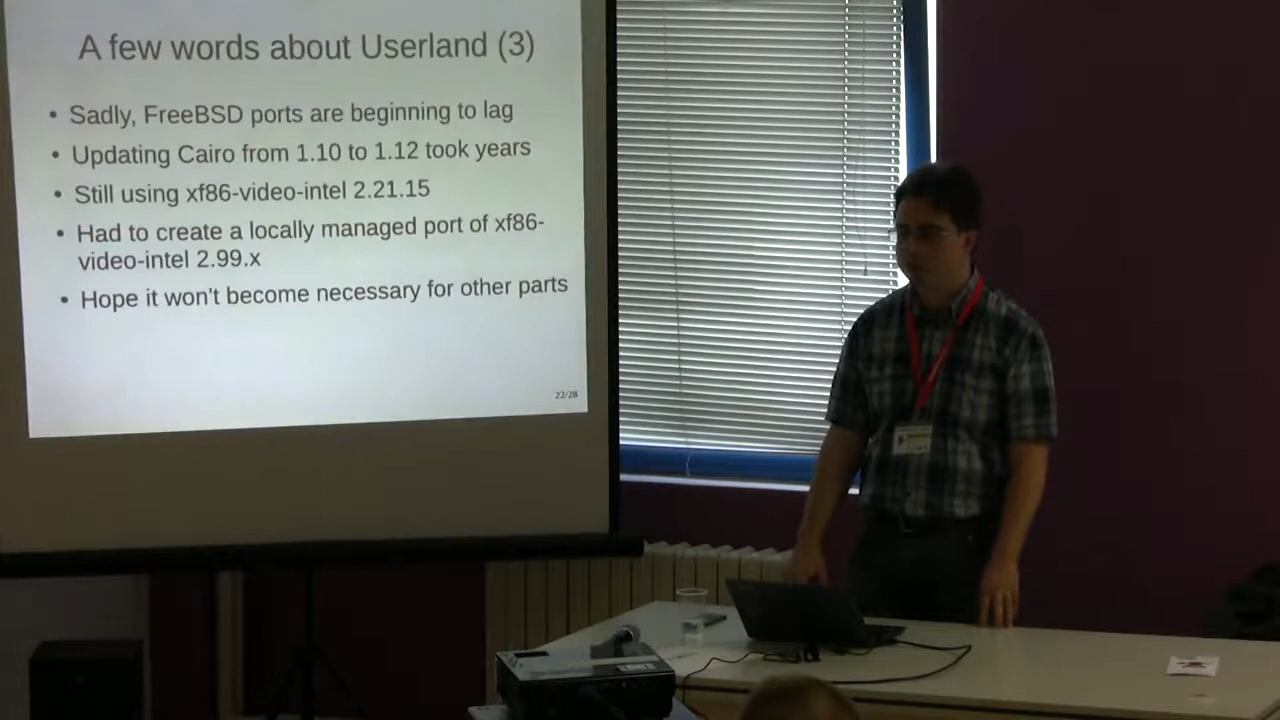 A few words about Userland (3)
• Sadly, FreeBSD ports are beginning to lag
• Updating Cairo from 1.10 to 1.12 took years
• Still using xf86-video-intel 2.21.15
• Had to create a locally managed port of xf86-
video-intel 2.99.x
• Hope it won't become necessary for other parts
22/28